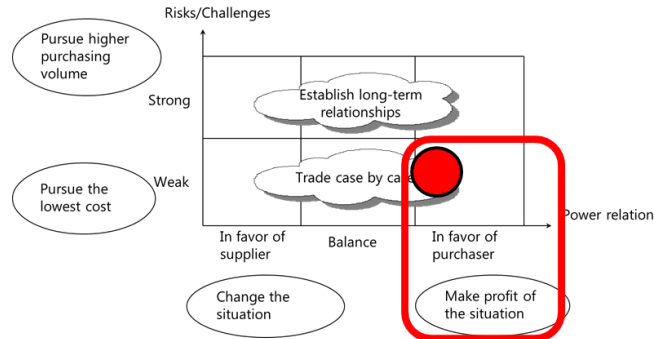 Risks/Challenges
Pursue higher
purchasing
volume
Strong
Establish long-term
relationships
Pursue the
lowest cost
Weak
Trade case by case
Power relation
In favor of
supplier
Balance
In favor of
purchaser
Change the
situation
Make profit of
the situation